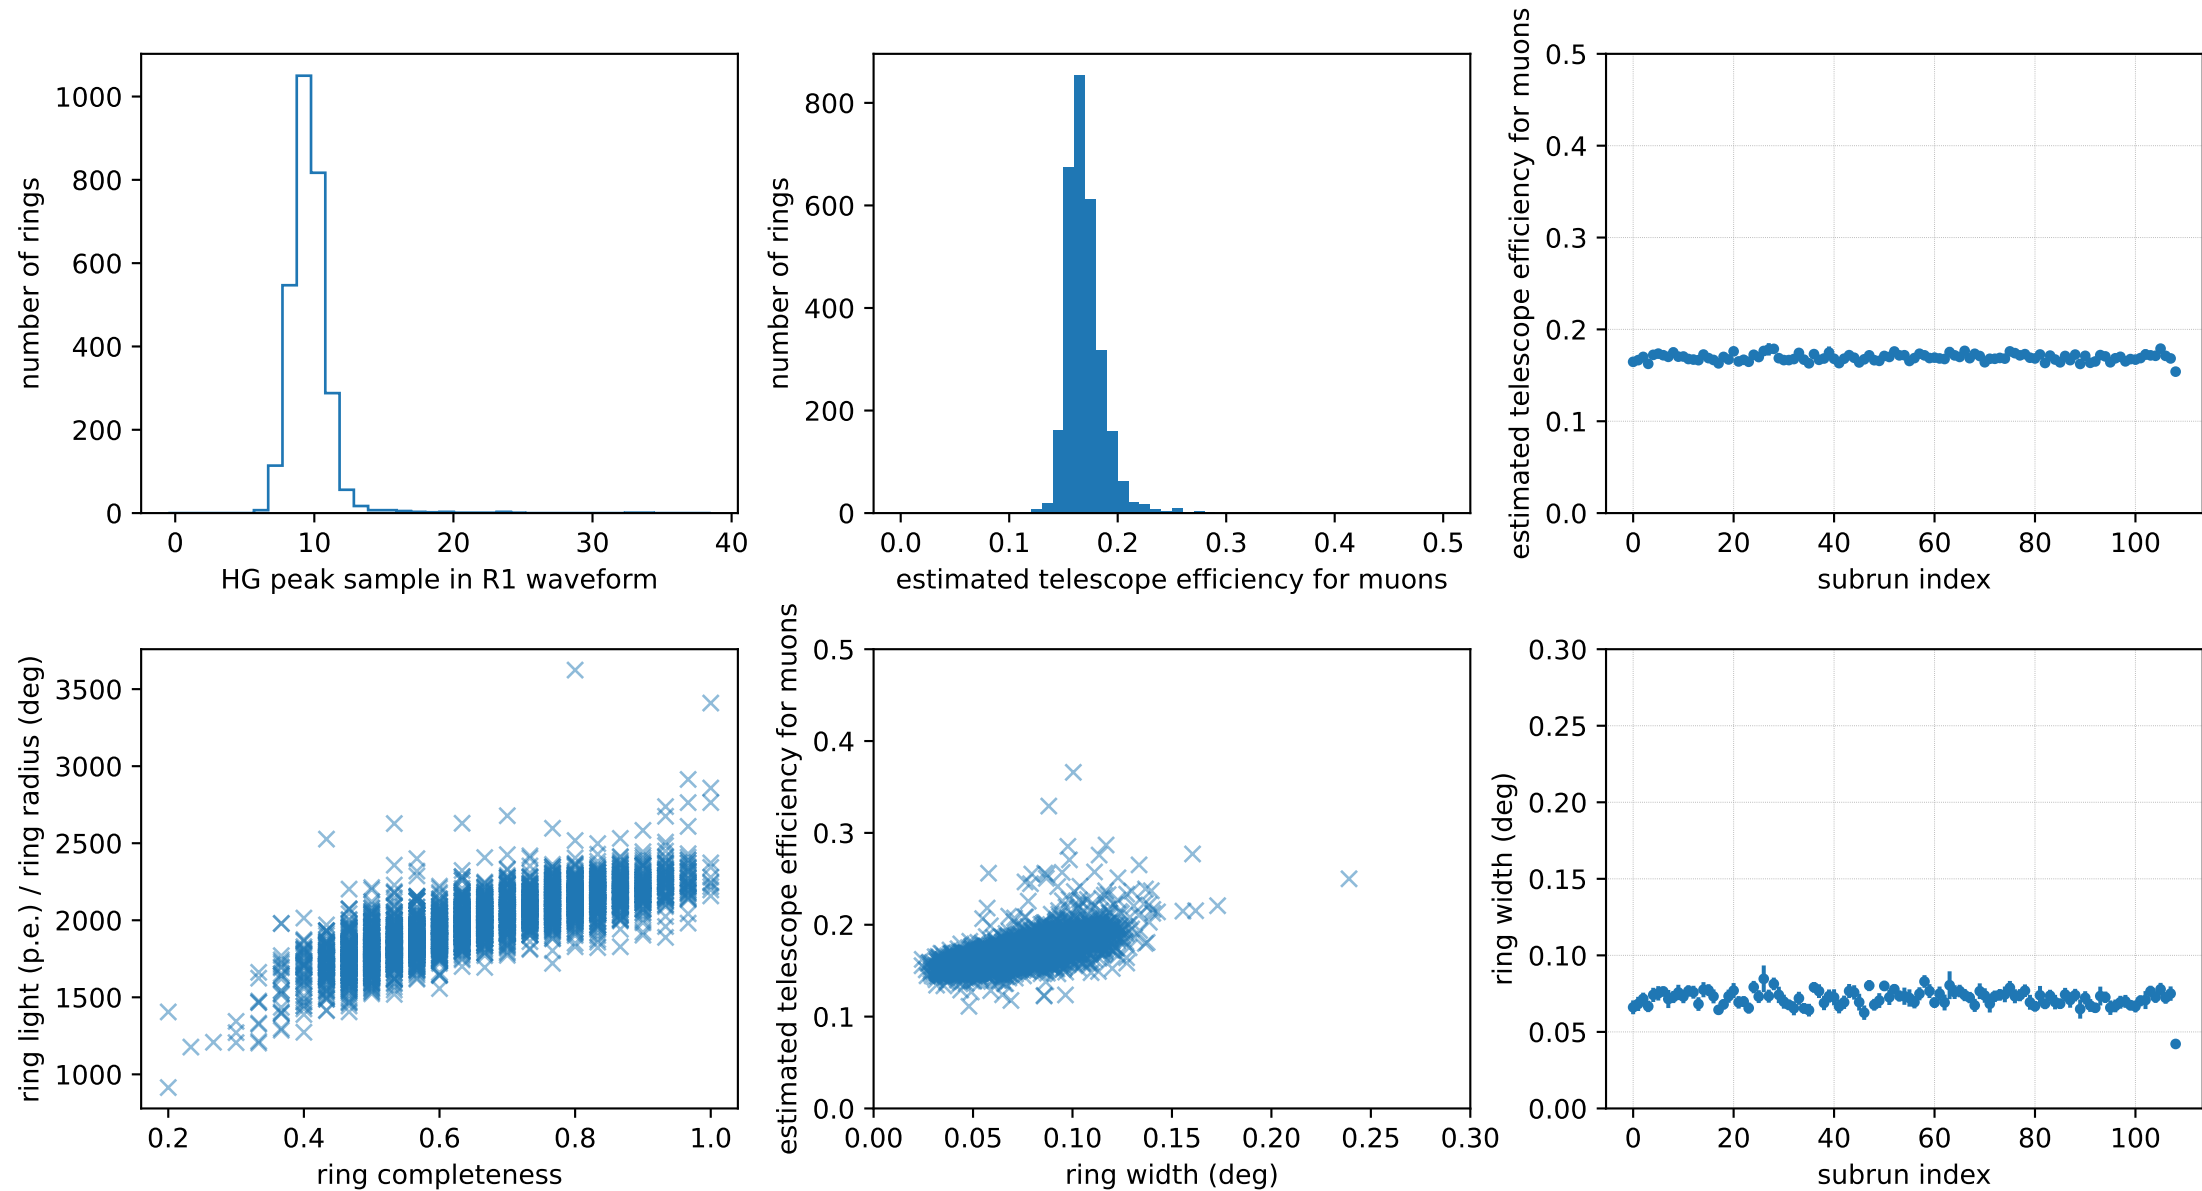 1000
800
600
400
200
0
number of rings
0 10 20 30 40
HG peak sample in R1 waveform
800
600
400
200
0
number of rings
0.0 0.1 0.2 0.3 0.4 0.5
estimated telescope efficiency for muons
0.5
0.4
0.3
0.2
0.1
0.0
estimated telescope efficiency for muons
0 20 40 60 80 100
subrun index
3500
3000
2500
2000
1500
1000
ring light (p.e.) / ring radius (deg)
0.2 0.4 0.6 0.8 1.0
ring completeness
0.5
0.4
0.3
0.2
0.1
0.0
estimated telescope efficiency for muons
0.00 0.05 0.10 0.15 0.20 0.25 0.30
ring width (deg)
0.30
0.25
0.20
0.15
0.10
0.05
0.00
ring width (deg)
0 20 40 60 80 100
subrun index